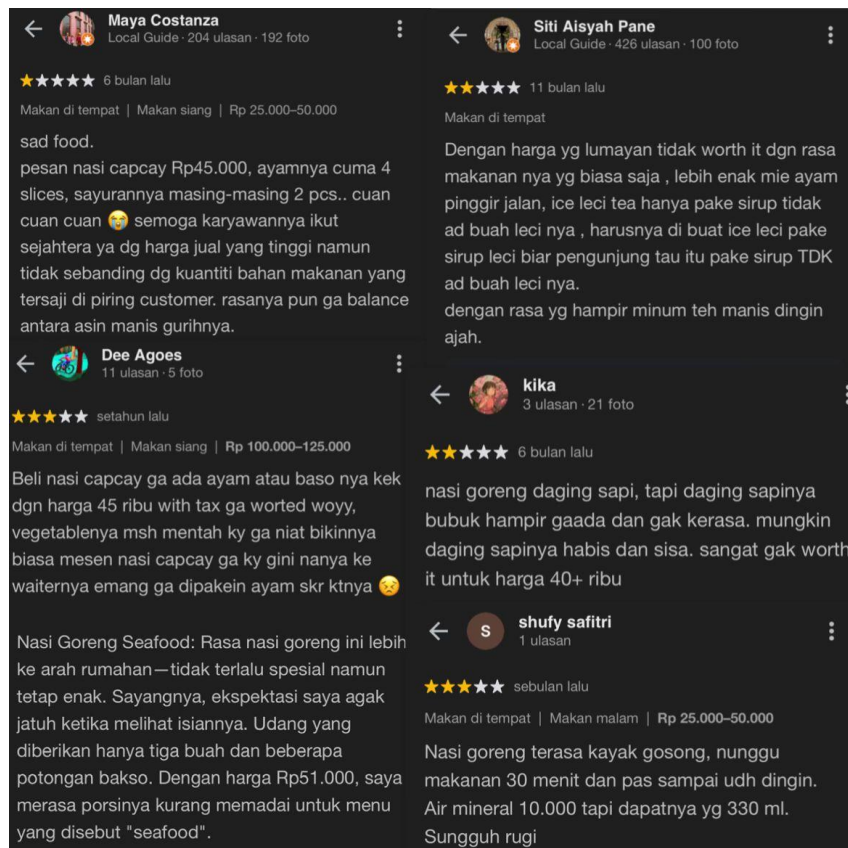 Maya Costanza
Local Guide · 204 ulasan · 192 foto
6 bulan lalu
Makan di tempat | Makan siang | Rp 25.000–50.000
sad food.
pesan nasi capcay Rp45.000, ayamnya cuma 4
slices, sayurannya masing-masing 2 pcs.. cuan
cuan cuan 😭 semoga karyawannya ikut
sejahtera ya dg harga jual yang tinggi namun
tidak sebanding dg kuantiti bahan makanan yang
tersaji di piring customer. rasanya pun ga balance
antara asin manis gurihnya.
Siti Aisyah Pane
Local Guide · 426 ulasan · 100 foto
11 bulan lalu
Makan di tempat
Dengan harga yg lumayan tidak worth it dgn rasa
makanan nya yg biasa saja , lebih enak mie ayam
pinggir jalan, ice leci tea hanya pake sirup tidak
ad buah leci nya , harusnya di buat ice leci pake
sirup leci biar pengunjung tau itu pake sirup TDK
ad buah leci nya.
dengan rasa yg hampir minum teh manis dingin
ajah.
Dee Agoes
11 ulasan · 5 foto
setahun lalu
Makan di tempat | Makan siang | Rp 100.000–125.000
Beli nasi capcay ga ada ayam atau baso nya kek
dgn harga 45 ribu with tax ga worted woyy,
vegetablenya msh mentah ky ga niat bikinnya
biasa mesen nasi capcay ga ky gini nanya ke
waiternya emang ga dipakein ayam skr ktnya 😣
Nasi Goreng Seafood: Rasa nasi goreng ini lebih
ke arah rumahan—tidak terlalu spesial namun
tetap enak. Sayangnya, ekspektasi saya agak
jatuh ketika melihat isiannya. Udang yang
diberikan hanya tiga buah dan beberapa
potongan bakso. Dengan harga Rp51.000, saya
merasa porsinya kurang memadai untuk menu
yang disebut "seafood".
kika
3 ulasan · 21 foto
6 bulan lalu
nasi goreng daging sapi, tapi daging sapinya
bubuk hampir gaada dan gak kerasa. mungkin
daging sapinya habis dan sisa. sangat gak worth
it untuk harga 40+ ribu
S
shufy safitri
1 ulasan
sebulan lalu
Makan di tempat | Makan malam | Rp 25.000–50.000
Nasi goreng terasa kayak gosong, nunggu
makanan 30 menit dan pas sampai udh dingin.
Air mineral 10.000 tapi dapatnya yg 330 ml.
Sungguh rugi